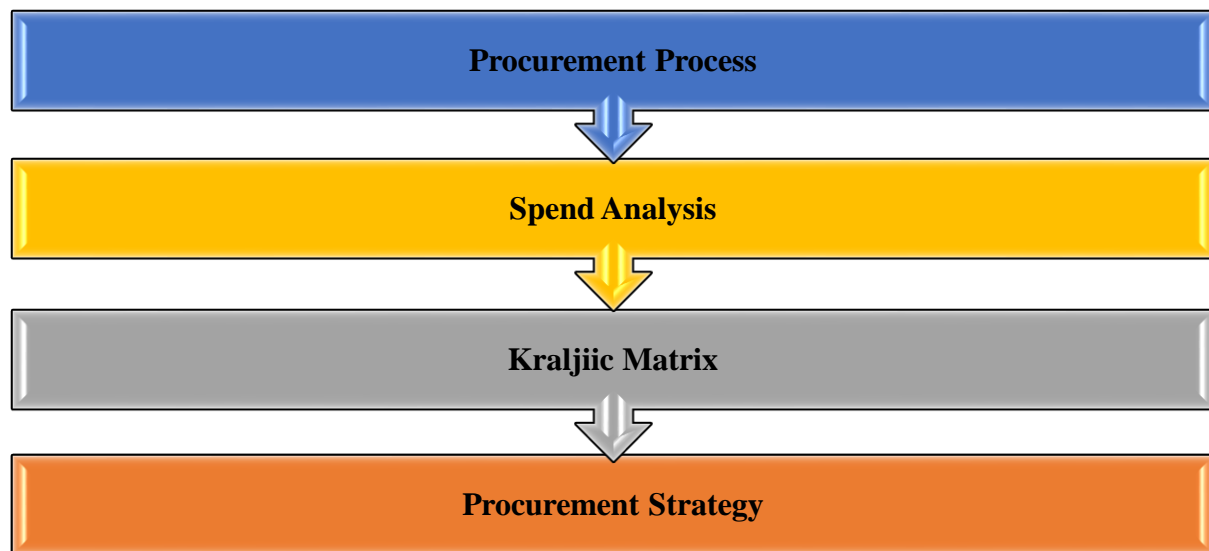 Procurement Process
Spend Analysis
Kraljiic Matrix
Procurement Strategy